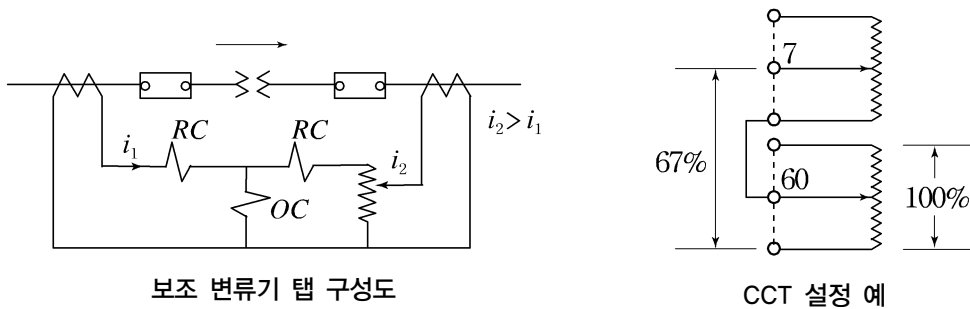 i₁
RC
RC
i₂
i₂>i₁
OC
보조 변류기 탭 구성도
7
67%
60
100%
CCT 설정 예